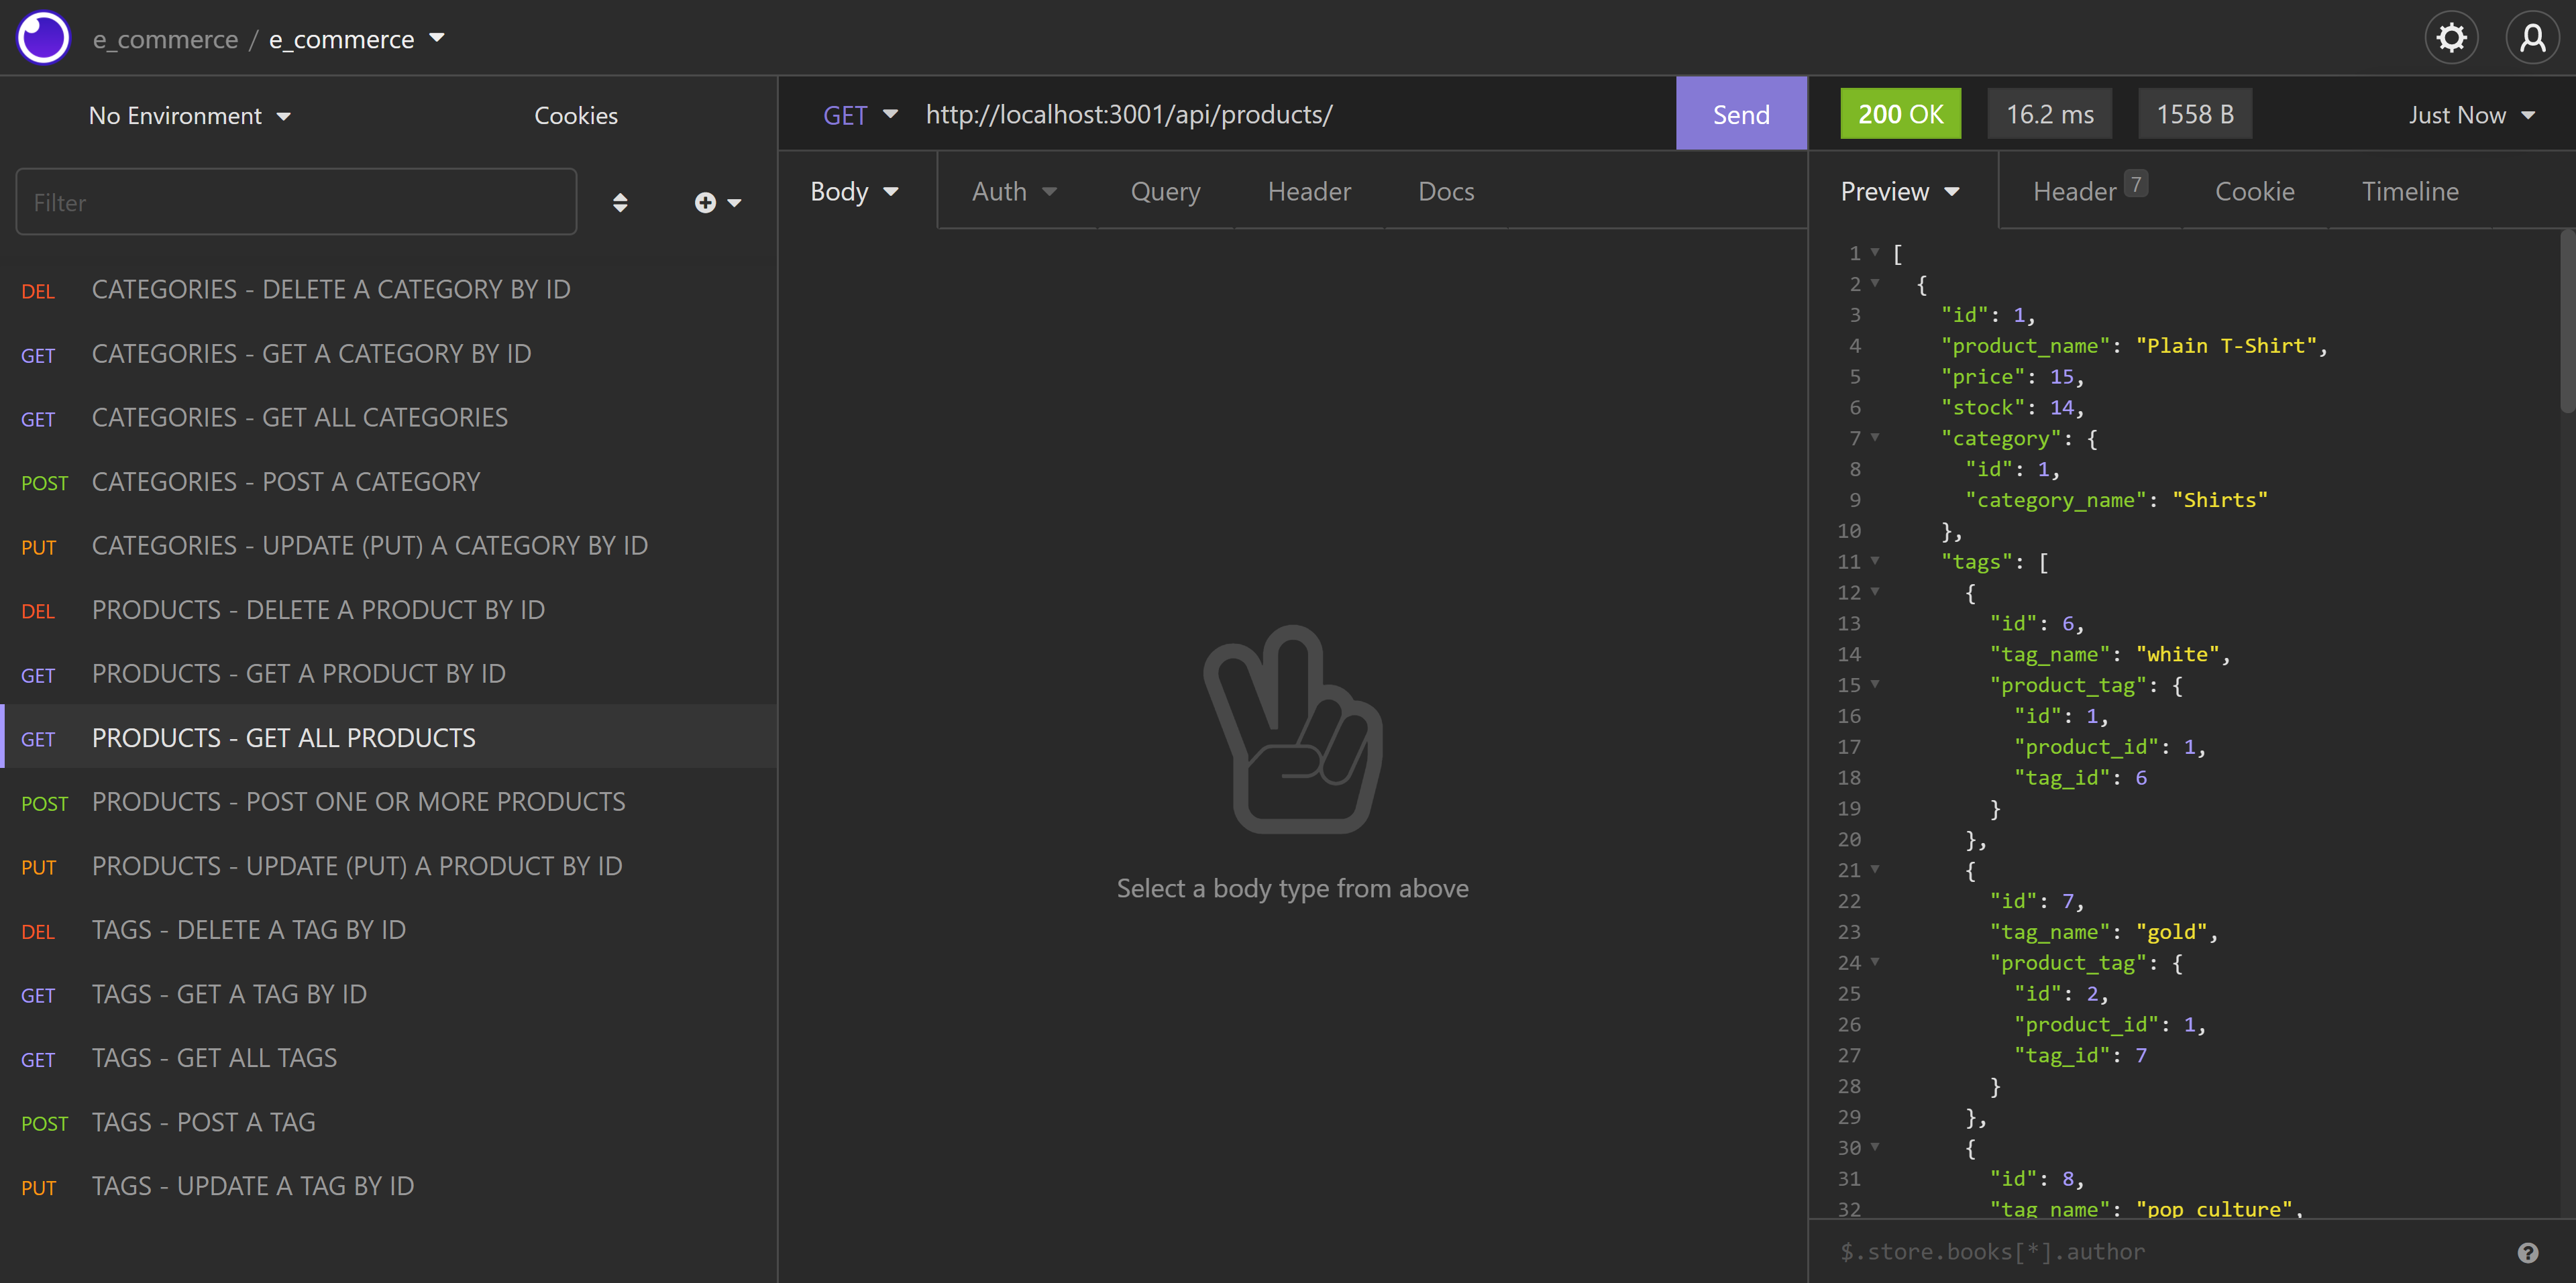 e_commerce / e_commerce
No Environment
Cookies
Filter
DEL CATEGORIES - DELETE A CATEGORY BY ID
GET CATEGORIES - GET A CATEGORY BY ID
GET CATEGORIES - GET ALL CATEGORIES
POST CATEGORIES - POST A CATEGORY
PUT CATEGORIES - UPDATE (PUT) A CATEGORY BY ID
DEL PRODUCTS - DELETE A PRODUCT BY ID
GET PRODUCTS - GET A PRODUCT BY ID
GET PRODUCTS - GET ALL PRODUCTS
POST PRODUCTS - POST ONE OR MORE PRODUCTS
PUT PRODUCTS - UPDATE (PUT) A PRODUCT BY ID
DEL TAGS - DELETE A TAG BY ID
GET TAGS - GET A TAG BY ID
GET TAGS - GET ALL TAGS
POST TAGS - POST A TAG
PUT TAGS - UPDATE A TAG BY ID
GET http://localhost:3001/api/products/ Send
Body Auth Query Header Docs
Select a body type from above
200 OK 16.2 ms 1558 B Just Now
Preview Header 7 Cookie Timeline
1 [
2 {
3 "id": 1,
4 "product_name": "Plain T-Shirt",
5 "price": 15,
6 "stock": 14,
7 "category": {
8 "id": 1,
9 "category_name": "Shirts"
10 },
11 "tags": [
12 {
13 "id": 6,
14 "tag_name": "white",
15 "product_tag": {
16 "id": 1,
17 "product_id": 1,
18 "tag_id": 6
19 }
20 },
21 {
22 "id": 7,
23 "tag_name": "gold",
24 "product_tag": {
25 "id": 2,
26 "product_id": 1,
27 "tag_id": 7
28 }
29 },
30 {
31 "id": 8,
32 "tag_name": "pop culture",
$.store.books[*].author